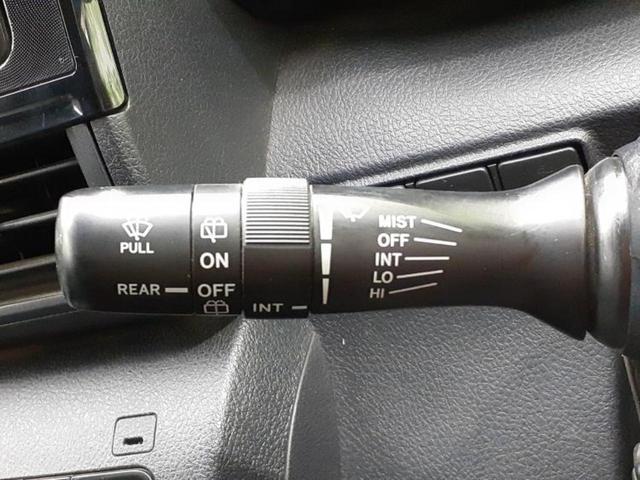 PULL
REAR
ON
OFF
INT
MIST
OFF
INT
LO
HI